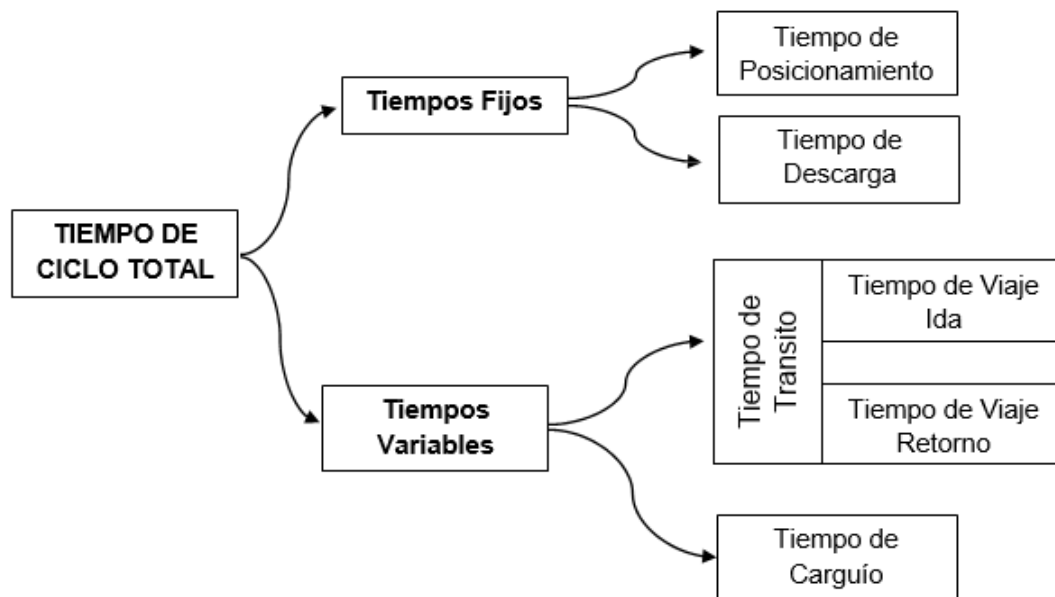 Tiempo de
Posicionamiento
Tiempos Fijos
Tiempo de
Descarga
TIEMPO DE
CICLO TOTAL
Tiempo de
Transito
Tiempo de Viaje
Ida
Tiempo de Viaje
Retorno
Tiempos
Variables
Tiempo de
Carguío